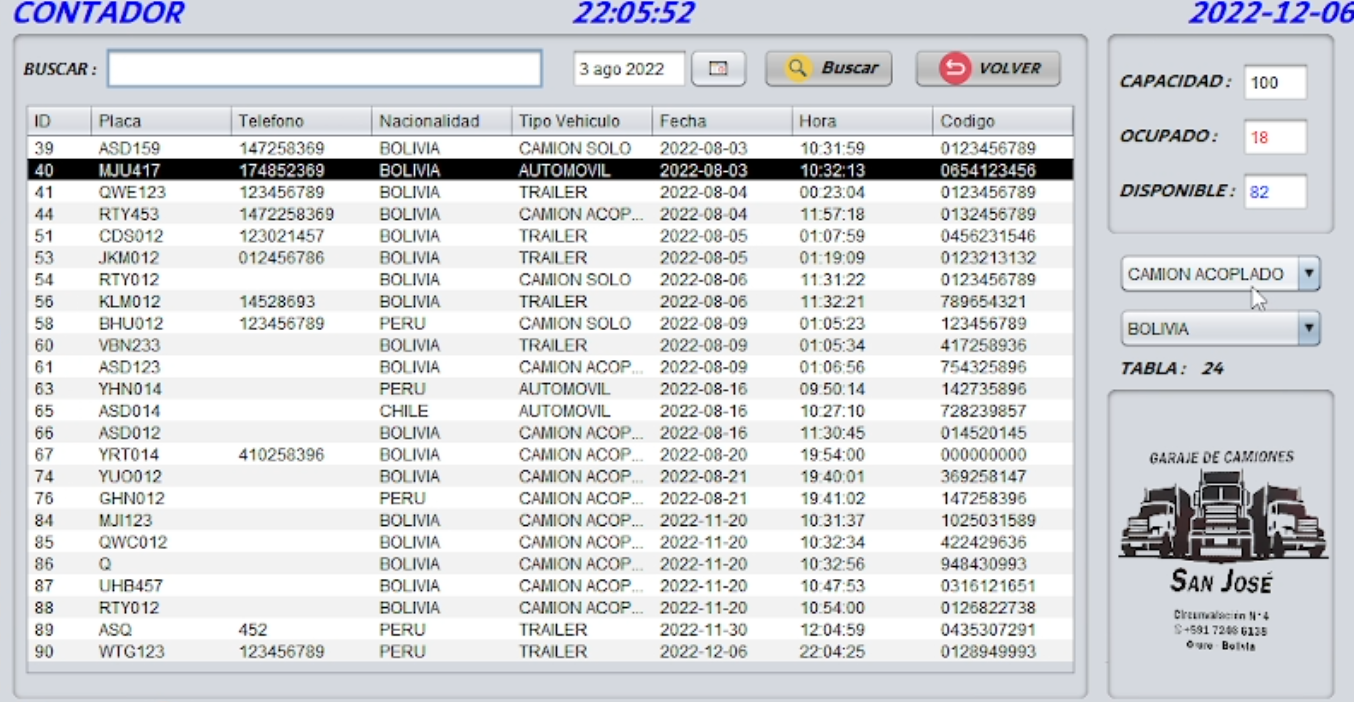 CONTADOR 22:05:52 2022-12-06
BUSCAR : 3 ago 2022 Buscar VOLVER
CAPACIDAD : 100
OCUPADO : 18
DISPONIBLE : 82
CAMION ACOPLADO
BOLIVIA
TABLA : 24
ID Placa Telefono Nacionalidad Tipo Vehiculo Fecha Hora Codigo
39 ASD159 147258369 BOLIVIA CAMION SOLO 2022-08-03 10:31:59 0123456789
40 MJU417 174852369 BOLIVIA AUTOMOVIL 2022-08-03 10:32:13 0654123456
41 QWE123 123456789 BOLIVIA TRAILER 2022-08-04 00:23:04 0123456789
44 RTY453 1472258369 BOLIVIA CAMION ACOP... 2022-08-04 11:57:18 0132456789
51 CDS012 123021457 BOLIVIA TRAILER 2022-08-05 01:07:59 0456231546
53 JKM012 012456786 BOLIVIA TRAILER 2022-08-05 01:19:09 0123213132
54 RTY012 BOLIVIA CAMION SOLO 2022-08-06 11:31:22 0123456789
56 KLM012 14528693 BOLIVIA TRAILER 2022-08-06 11:32:21 789654321
58 BHU012 123456789 PERU CAMION SOLO 2022-08-09 01:05:23 123456789
60 VBN233 BOLIVIA TRAILER 2022-08-09 01:05:34 417258936
61 ASD123 BOLIVIA CAMION ACOP... 2022-08-09 01:06:56 754325896
63 YHN014 PERU AUTOMOVIL 2022-08-16 09:50:14 142735896
65 ASD014 CHILE AUTOMOVIL 2022-08-16 10:27:10 728239857
66 ASD012 BOLIVIA CAMION ACOP... 2022-08-16 11:30:45 014520145
67 YRT014 410258396 BOLIVIA CAMION ACOP... 2022-08-20 19:54:00 000000000
74 YUO012 BOLIVIA CAMION ACOP... 2022-08-21 19:40:01 369258147
76 GHN012 PERU CAMION ACOP... 2022-08-21 19:41:02 147258396
84 MJI123 BOLIVIA CAMION ACOP... 2022-11-20 10:31:37 1025031589
85 QWC012 BOLIVIA CAMION ACOP... 2022-11-20 10:32:34 422429636
86 Q BOLIVIA CAMION ACOP... 2022-11-20 10:32:56 948430993
87 UHB457 BOLIVIA CAMION ACOP... 2022-11-20 10:47:53 0316121651
88 RTY012 BOLIVIA CAMION ACOP... 2022-11-20 10:54:00 0126822738
89 ASQ 452 PERU TRAILER 2022-11-30 12:04:59 0435307291
90 WTG123 123456789 PERU TRAILER 2022-12-06 22:04:25 0128949993
GARAJE DE CAMIONES
SAN JOSÉ
Circunvalación N° 4
+591 7246 6138
Oruro - Bolivia